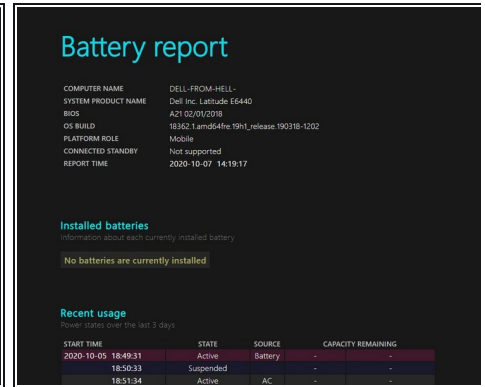 Battery report
COMPUTER NAME DELL-FROM-HELL-
SYSTEM PRODUCT NAME Dell Inc. Latitude E6440
BIOS A21 02/01/2018
OS BUILD 18362.1.amd64fre.19h1_release.190318-1202
PLATFORM ROLE Mobile
CONNECTED STANDBY Not supported
REPORT TIME 2020-10-07 14:19:17
Installed batteries
Information about each currently installed battery
No batteries are currently installed
Recent usage
Power states over the last 3 days
START TIME STATE SOURCE CAPACITY REMAINING
2020-10-05 18:49:31 Active Battery - -
18:50:33 Suspended - -
18:51:34 Active AC - -